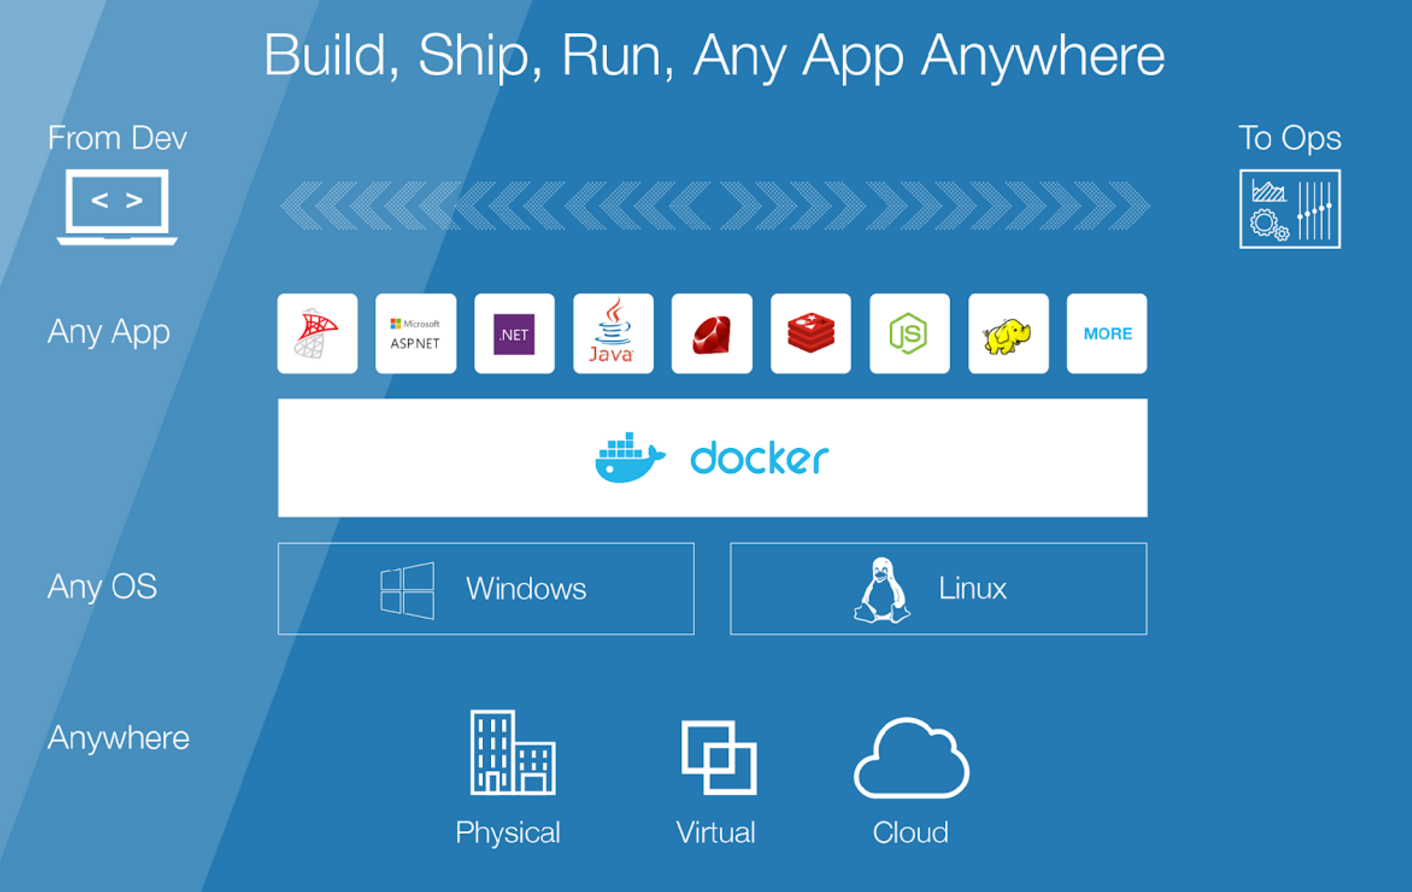 Build, Ship, Run, Any App Anywhere
From Dev
To Ops
< >
Any App
Microsoft
ASP.NET
.NET
Java
JS
MORE
docker
Any OS
Windows
Linux
Anywhere
Physical
Virtual
Cloud